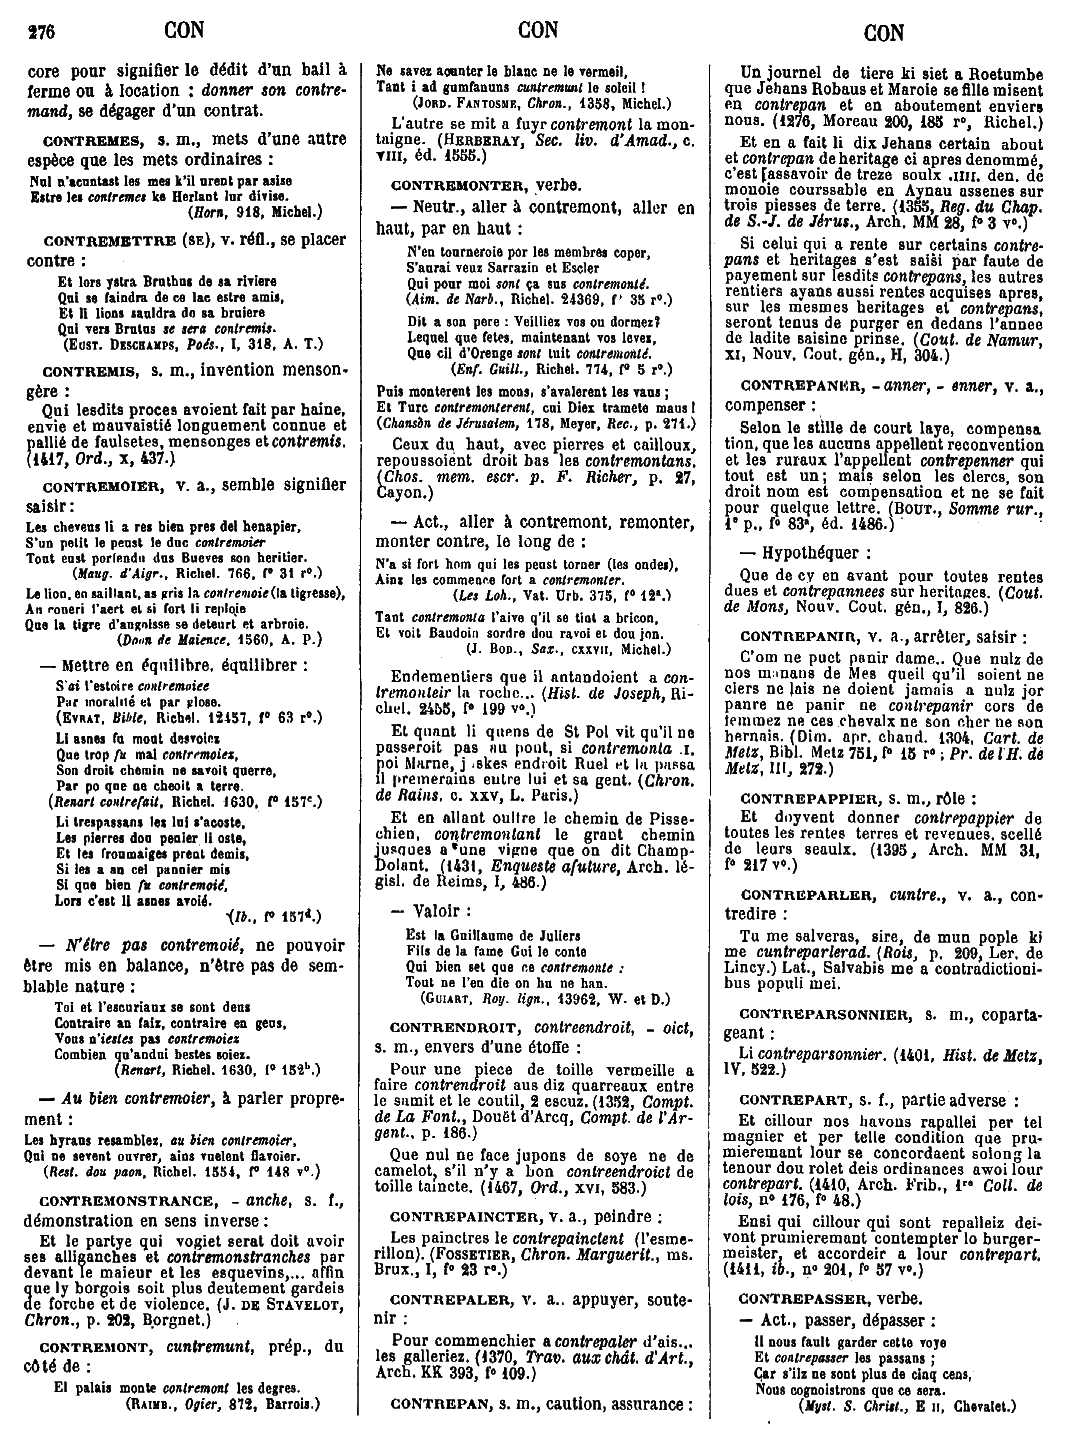 276 CON CON CON
core pour signifier le dédit d'un bail à
ferme ou à location : donner son contre-
mand, se dégager d'un contrat.
CONTREMES, s. m., mets d'une autre
espèce que les mets ordinaires :
Nul n'acuntast les mes k'il urent par asise
Estre les contremes ke Herlant lur divise.
(Horn, 918, Michel.)
CONTREMETTRE (SE), v. réfl., se placer
contre :
Et lors ystra Bruthus de sa riviere
Qui se faindra de ce lac estre amis,
Et li lions sauldra do sa bruiere
Qui vers Brutus se sera contremis.
(EUST. DESCHAMPS, Poés., I, 318, A. T.)
CONTREMIS, s. m., invention menson-
gère :
Qui lesdits proces avoient fait par haine,
envie et mauvaistié longuement connue et
pallié de faulsetes, mensonges et contremis.
(1417, Ord., X, 437.)
CONTREMOIER, v. a., semble signifier
saisir :
Les cheveus li a res bien pres del henapier,
S'un petit le peust le duc contremoier
Tout eust porfendu dus Bueves son heritier.
(Maug. d'Aigr., Richel. 766, f° 31 r°.)
Le lion, en saillant, as gris la contremoie (la tigresse),
An roneri l'aert et si fort li reploie
Que la tigre d'angoisse se deteurt et arbroie.
(Doon de Maience, 1560, A. P.)
— Mettre en équilibre, équilibrer :
S'ai l'estoire contremoiee
Par moralité et par glose.
(EVRAT, Bible, Richel. 12457, f° 63 r°.)
Li asnes fu mout desvoiez
Que trop fu mal contremoiez,
Son droit chemin ne savoit querre,
Par po que ne cheoit a terre.
(Renart contrefait, Richel. 1630, f° 157c.)
Li trespassans les lui s'acoste,
Les pierres dou penier li oste,
Et les froumaiges prent demis,
Si les a an cel pannier mis
Si que bien fu contremoié,
Lors c'est li asnes avoié.
(Ib., f° 157d.)
— N'être pas contremoié, ne pouvoir
être mis en balance, n'être pas de sem-
blable nature :
Toi et l'escuriaux se sont deus
Contraire an faiz, contraire en geus,
Vous n'iestes pas contremoiez
Combien qu'andui bestes soiez.
(Renart, Richel. 1630, f° 152b.)
— Au bien contremoier, à parler propre-
ment :
Les hyrans resamblez, au bien contremoier,
Qui ne sevent ouvrer, ains vuelent flavoier.
(Rest. dou paon, Richel. 1554, f° 148 v°.)
CONTREMONSTRANCE, - anche, s. f.,
démonstration en sens inverse :
Et le partye qui vogiet serat doit avoir
ses alliganches et contremonstranches par
devant le maieur et les esquevins,... affin
que ly borgois soit plus deutement gardeis
de forche et de violence. (J. DE STAVELOT,
Chron., p. 202, Borgnet.)
CONTREMONT, cuntremunt, prép., du
côté de :
El palais monte contremont les degres.
(RAIMB., Ogier, 872, Barrois.)
Ne savez acunter le blanc ne le vermeil,
Tant i ad gumfanuns cuntremunt le soleil !
(JORD. FANTOSME, Chron., 1358, Michel.)
L'autre se mit a fuyr contremont la mon-
taigne. (HERBERAY, Sec. liv. d'Amad., c.
VIII, éd. 1555.)
CONTREMONTER, verbe.
— Neutr., aller à contremont, aller en
haut, par en haut :
N'en tourneroie por les membres coper,
S'aurai veuz Sarrazin et Escler
Qui pour moi sont ça sus contremonté.
(Aim. de Narb., Richel. 24369, f° 35 r°.)
Dit a son pere : Veilliez vos ou dormez ?
Lequel que fetes, maintenant vos levez,
Que cil d'Orenge sont tuit contremonté.
(Enf. Guill., Richel. 774, f° 5 r°.)
Puis monterent les mons, s'avalerent les vaus ;
Et Turc contremonterent, cui Diex tramete maus !
(Chanson de Jérusalem, 178, Meyer, Rec., p. 271.)
Ceux du haut, avec pierres et cailloux,
repoussoient droit bas les contremontans.
(Chos. mem. escr. p. F. Richer, p. 27,
Cayon.)
— Act., aller à contremont, remonter,
monter contre, le long de :
N'a si fort hom qui les peust torner (les ondes),
Ainz les commence fort a contremonter.
(Les Loh., Vat. Urb. 375, f° 12a.)
Tant contremonta l'aive q'il se tiot a bricon,
Et voit Baudoin sordre dou ravoi et dou jon.
(J. BOD., Sax., CXXVII, Michel.)
Endementiers que il antandoient a con-
tremonteir la roche... (Hist. de Joseph, Ri-
chel. 2455, f° 199 v°.)
Et quant li quens de St Pol vit qu'il ne
passeroit pas au pont, si contremonta .I.
poi Marne, j .skes endroit Ruel et la passa
il premerains entre lui et sa gent. (Chron.
de Rains, c. XXV, L. Paris.)
Et en allant oultre le chemin de Pisse-
chien, contremontant le grant chemin
jusques a une vigne que on dit Champ-
Dolant. (1431, Enqueste afuture, Arch. lé-
gisl. de Reims, I, 486.)
— Valoir :
Est la Guillaume de Juliers
Fils de la fame Gui le conte
Qui bien set que ce contremonte :
Tout ne l'en die on hu ne han.
(GUIART, Roy. lign., 13962, W. et D.)
CONTRENDROIT, contreendroit, - oict,
s. m., envers d'une étoffe :
Pour une piece de toille vermeille a
faire contrendroit aus diz quarreaux entre
le samit et le coutil, 2 escuz. (1352, Compt.
de La Font., Douët d'Arcq, Compt. de l'Ar-
gent., p. 186.)
Que nul ne face jupons de soye ne de
camelot, s'il n'y a bon contreendroict de
toille taincte. (1467, Ord., XVI, 583.)
CONTREPAINCTER, v. a., peindre :
Les painctres le contrepainctent (l'esme-
rillon). (FOSSETIER, Chron. Marguerit., ms.
Brux., I, f° 23 r°.)
CONTREPALER, v. a.. appuyer, soute-
nir :
Pour commenchier a contrepaler d'ais...
les galleriez. (1370, Trav. aux chât. d'Art.,
Arch. KK 393, f° 109.)
CONTREPAN, s. m., caution, assurance :
Un journel de tiere ki siet a Roetumbe
que Jehans Robaus et Maroie se fille misent
en contrepan et en aboutement enviers
nous. (1276, Moreau 200, 185 r°, Richel.)
Et en a fait li dix Jehans certain about
et contrepan de heritage ci apres denommé,
c'est [assavoir de treze soulx .IIII. den. de
monoie courssable en Aynau assenes sur
trois piesses de terre. (1355, Reg. du Chap.
de S.-J. de Jérus., Arch. MM 28, f° 3 v°.)
Si celui qui a rente sur certains contre-
pans et heritages s'est saisi par faute de
payement sur lesdits contrepans, les autres
rentiers ayans aussi rentes acquises apres,
sur les mesmes heritages et contrepans,
seront tenus de purger en dedans l'annee
de ladite saisine prinse. (Cout. de Namur,
XI, Nouv. Cout. gén., H, 304.)
CONTREPANER, - anner, - enner, v. a.,
compenser :
Selon le stille de court laye, compensa
tion, que les aucuns appellent reconvention
et les ruraux l'appellent contrepenner qui
tout est un ; mais selon les clercs, son
droit nom est compensation et ne se fait
pour quelque lettre. (BOUT., Somme rur.,
1e p., f° 83a, éd. 1486.)
— Hypothéquer :
Que de cy en avant pour toutes rentes
dues et contrepannees sur heritages. (Cout.
de Mons, Nouv. Cout. gén., I, 826.)
CONTREPANIR, v. a., arrêter, saisir :
C'om ne puct panir dame.. Que nulz de
nos manans de Mes queil qu'il soient ne
clers ne lais ne doient jamais a nulz jor
panre ne panir ne contrepanir cors de
femmez ne ces chevalx ne son cher ne son
hernais. (Dim. apr. chand. 1304, Cart. de
Metz, Bibl. Metz 751, f° 15 r° ; Pr. de l'H. de
Metz, III, 272.)
CONTREPAPPIER, s. m., rôle :
Et doyvent donner contrepappier de
toutes les rentes terres et revenues, scellé
de leurs seaulx. (1395, Arch. MM 31,
f° 217 v°.)
CONTREPARLER, cuntre., v. a., con-
tredire :
Tu me salveras, sire, de mun pople ki
me cuntreparlerad. (Rois, p. 209, Ler. de
Lincy.) Lat., Salvabis me a contradictioni-
bus populi mei.
CONTREPARSONNIER, s. m., coparta-
geant :
Li contreparsonnier. (1401, Hist. de Metz,
IV, 522.)
CONTREPART, s. f., partie adverse :
Et cillour nos havons rapallei per tel
magnier et per telle condition que pru-
mieremant lour se concordaent solong la
tenour dou rolet deis ordinances awoi lour
contrepart. (1410, Arch. Frib., 1re Coll. de
lois, n° 176, f° 48.)
Ensi qui cillour qui sont repalleiz dei-
vont prumieremant contempter lo burger-
meister, et accordeir a lour contrepart.
(1411, ib., n° 201, f° 57 v°.)
CONTREPASSER, verbe.
— Act., passer, dépasser :
Il nous fault garder cette voye
Et contrepasser les passans ;
Car s'ilz ne sont plus de cinq cens,
Nous cognoistrons que ce sera.
(Myst. S. Christ., E II, Chevalet.)